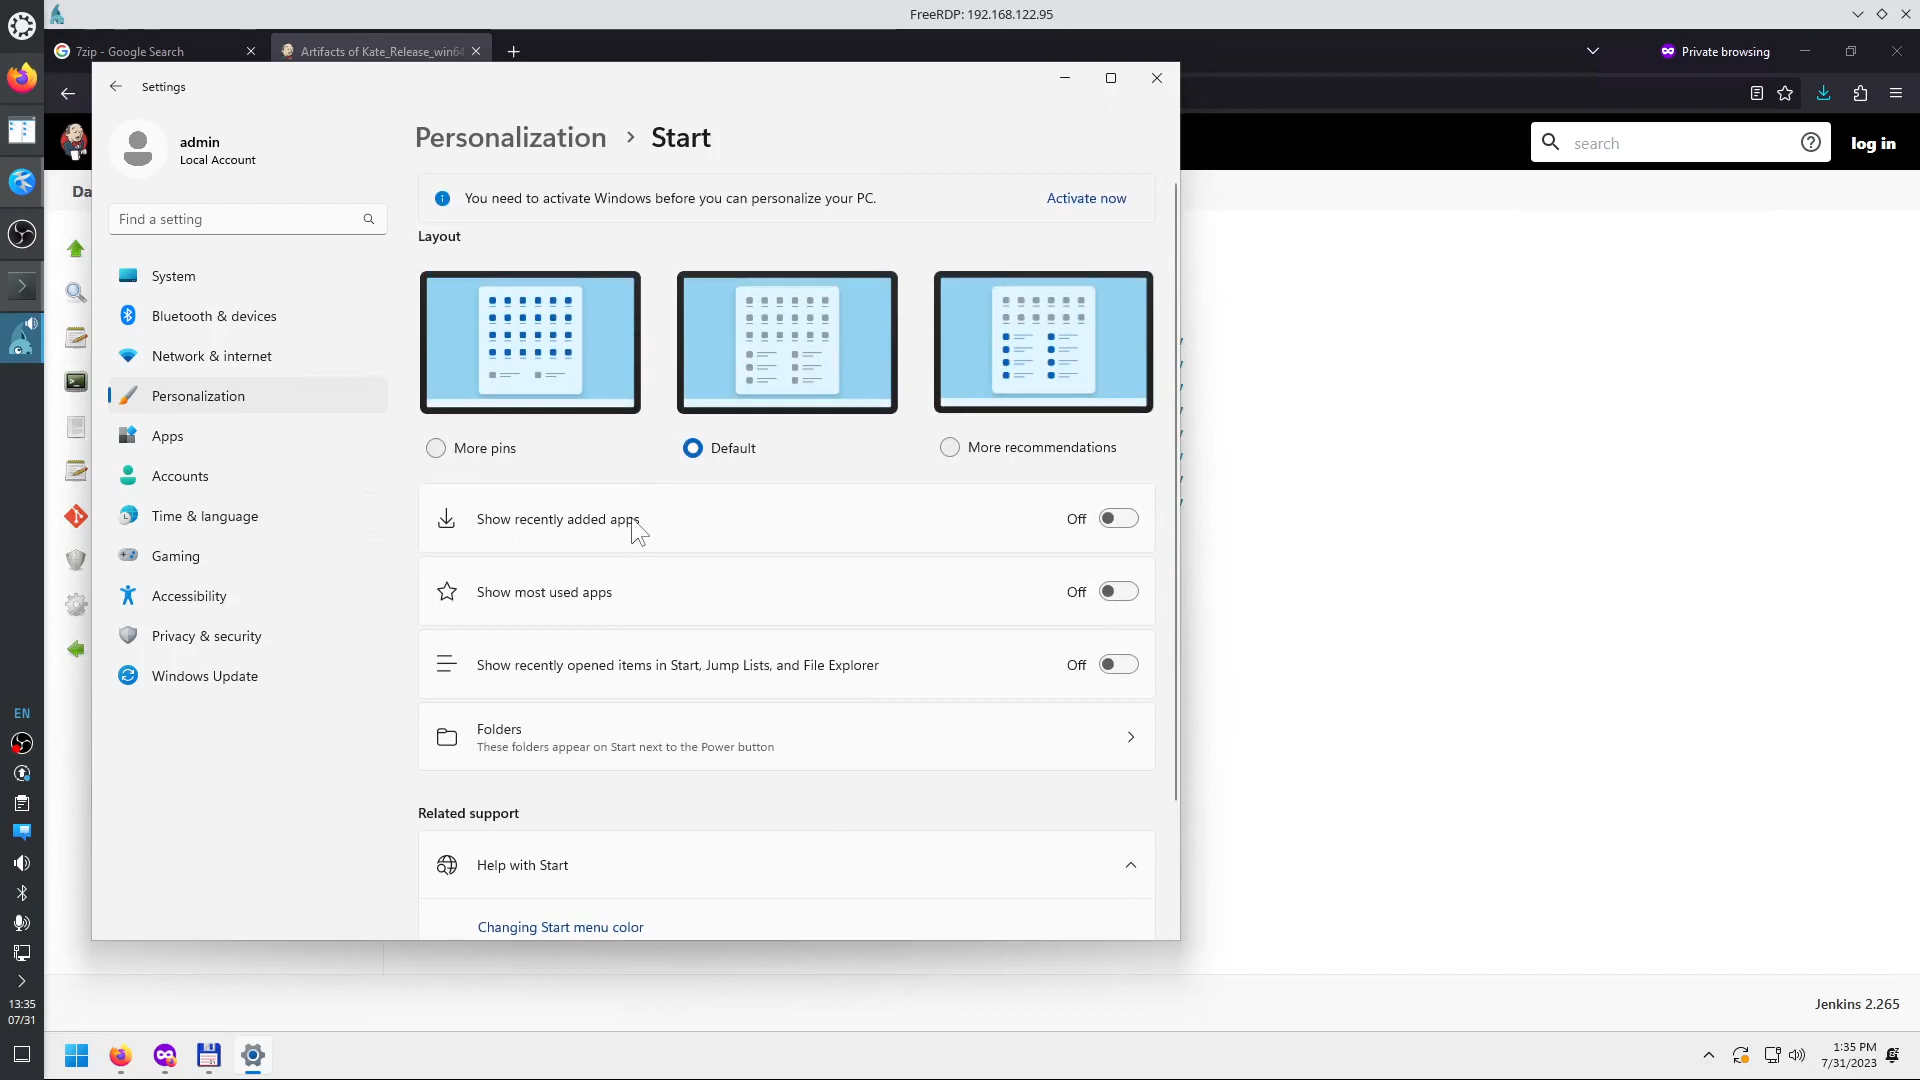 FreeRDP: 192.168.122.95
7zip - Google Search
Artifacts of Kate_Release_win64
Private browsing
Settings
admin
Local Account
Personalization › Start
search
log in
Da
You need to activate Windows before you can personalize your PC.
Activate now
Find a setting
Layout
System
Bluetooth & devices
Network & internet
Personalization
Apps
Accounts
Time & language
Gaming
Accessibility
Privacy & security
Windows Update
More pins
Default
More recommendations
Show recently added apps
Off
Show most used apps
Off
Show recently opened items in Start, Jump Lists, and File Explorer
Off
Folders
These folders appear on Start next to the Power button
Related support
Help with Start
Changing Start menu color
EN
13:35
07/31
Jenkins 2.265
1:35 PM
7/31/2023